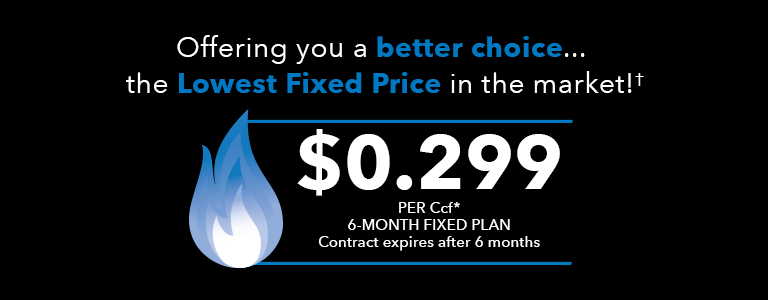 Offering you a better choice...
the Lowest Fixed Price in the market!†
$0.299
PER Ccf*
6-MONTH FIXED PLAN
Contract expires after 6 months